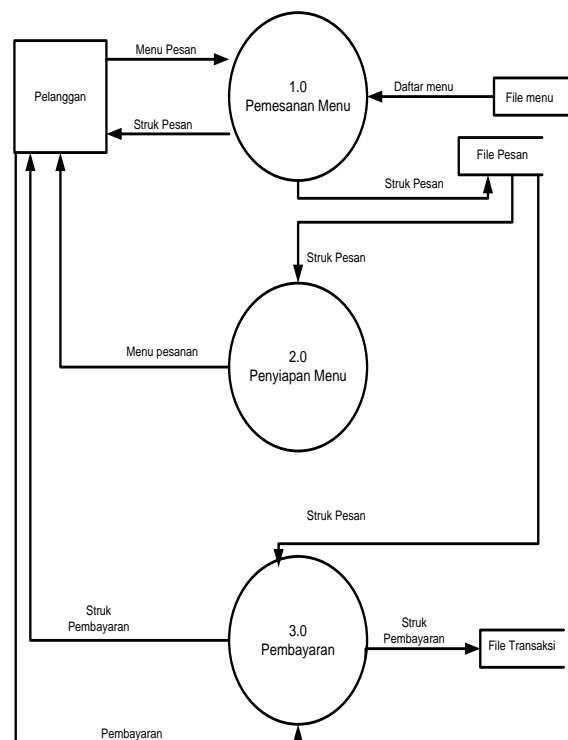 Menu Pesan
Pelanggan
1.0
Pemesanan Menu
Daftar menu
File menu
Struk Pesan
File Pesan
Struk Pesan
Struk Pesan
Menu pesanan
2.0
Penyiapan Menu
Struk Pesan
Struk
Pembayaran
3.0
Pembayaran
Struk
Pembayaran
File Transaksi
Pembayaran